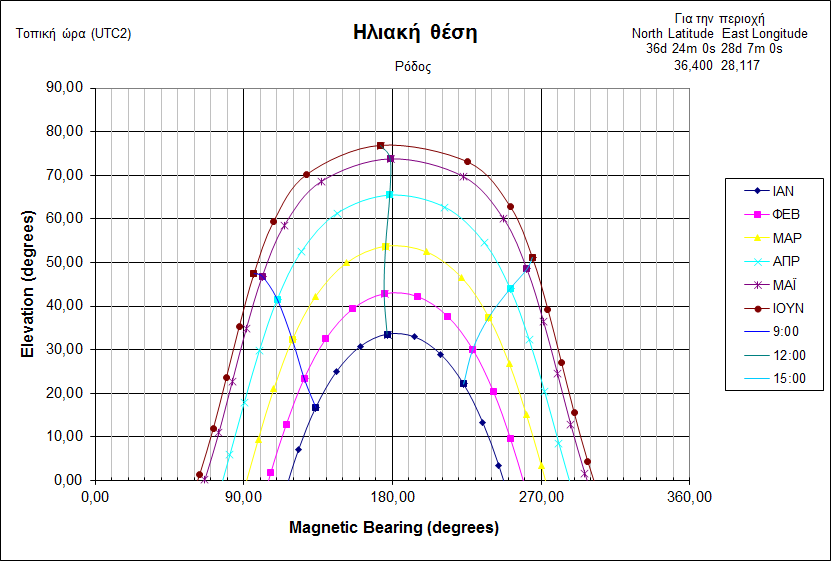 Τοπική ώρα (UTC2)
Ηλιακή θέση
Ρόδος
Για την περιοχή
North Latitude East Longitude
36d 24m 0s 28d 7m 0s
36,400 28,117
90,00
80,00
70,00
60,00
50,00
40,00
30,00
20,00
10,00
0,00
Elevation (degrees)
0,00 90,00 180,00 270,00 360,00
Magnetic Bearing (degrees)
ΙΑΝ
ΦΕΒ
ΜΑΡ
ΑΠΡ
ΜΑΪ
ΙΟΥΝ
9:00
12:00
15:00